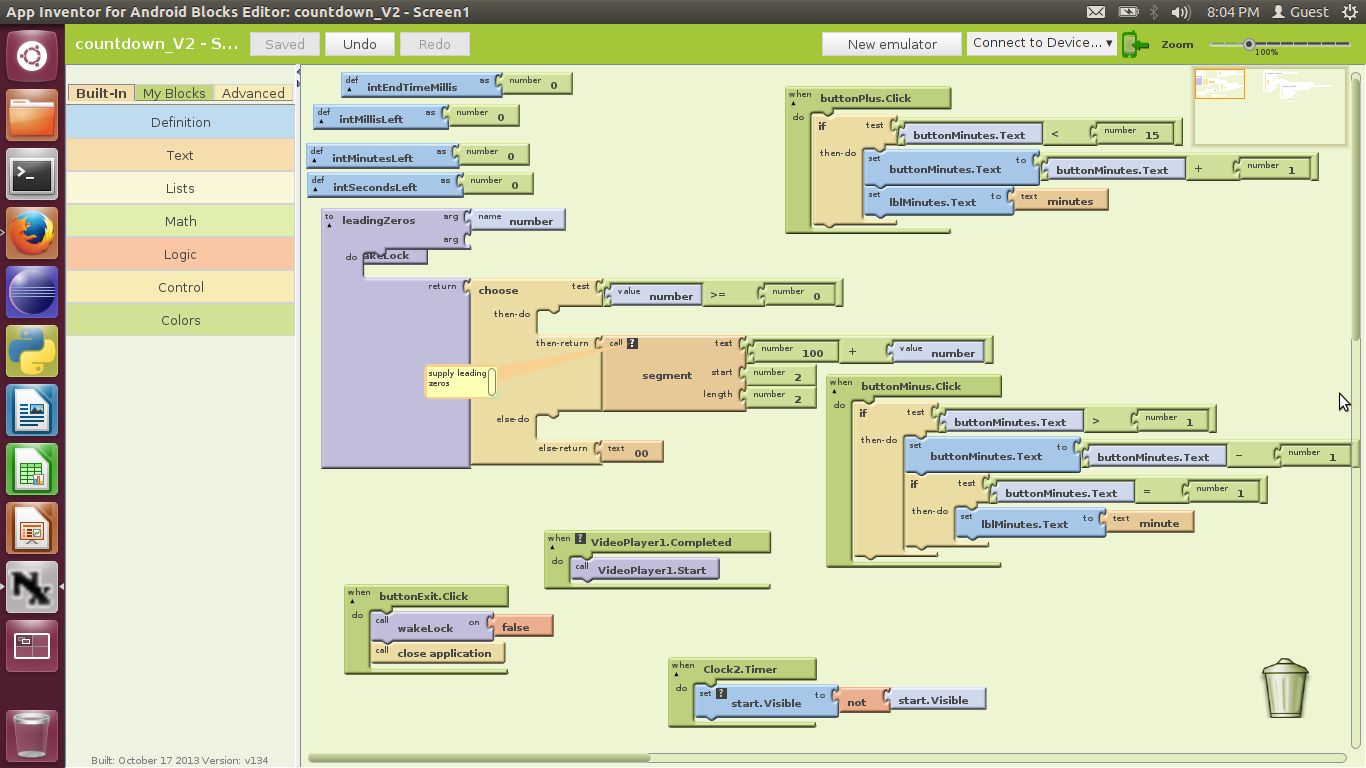 App Inventor for Android Blocks Editor: countdown_V2 - Screen1
8:04 PM Guest
countdown_V2 - S...
Saved
Undo
Redo
New emulator
Connect to Device...
Zoom
100%
Built-In
My Blocks
Advanced
Definition
Text
Lists
Math
Logic
Control
Colors
def intEndTimeMillis as number 0
def intMillisLeft as number 0
def intMinutesLeft as number 0
def intSecondsLeft as number 0
to leadingZeros arg name number
arg
do akeLock
return choose test value number >= number 0
then-do
then-return call ? segment text number 100 + value number
start number 2
length number 2
supply leading
zeros
else-do
else-return text 00
when buttonPlus.Click
do if test buttonMinutes.Text < number 15
then-do set buttonMinutes.Text to buttonMinutes.Text + number 1
set lblMinutes.Text to text minutes
when buttonMinus.Click
do if test buttonMinutes.Text > number 1
then-do set buttonMinutes.Text to buttonMinutes.Text − number 1
if test buttonMinutes.Text = number 1
then-do set lblMinutes.Text to text minute
when ? VideoPlayer1.Completed
do call VideoPlayer1.Start
when buttonExit.Click
do call wakeLock on false
call close application
when Clock2.Timer
do set ? start.Visible to not start.Visible
Built: October 17 2013 Version: v134